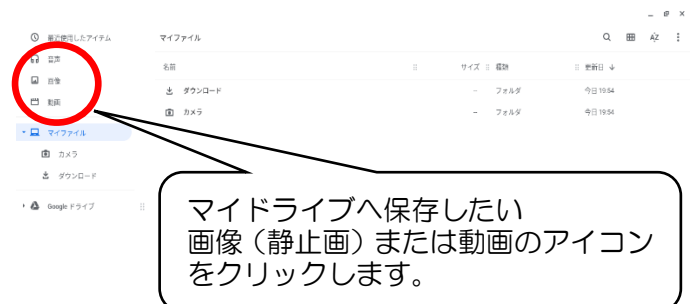 最近使用したアイテム
マイファイル
音声
名前
サイズ
種類
更新日
画像
ダウンロード
--
フォルダ
今日 19:54
動画
カメラ
--
フォルダ
今日 19:54
マイファイル
カメラ
ダウンロード
Google ドライブ
マイドライブへ保存したい
画像（静止画）または動画のアイコン
をクリックします。